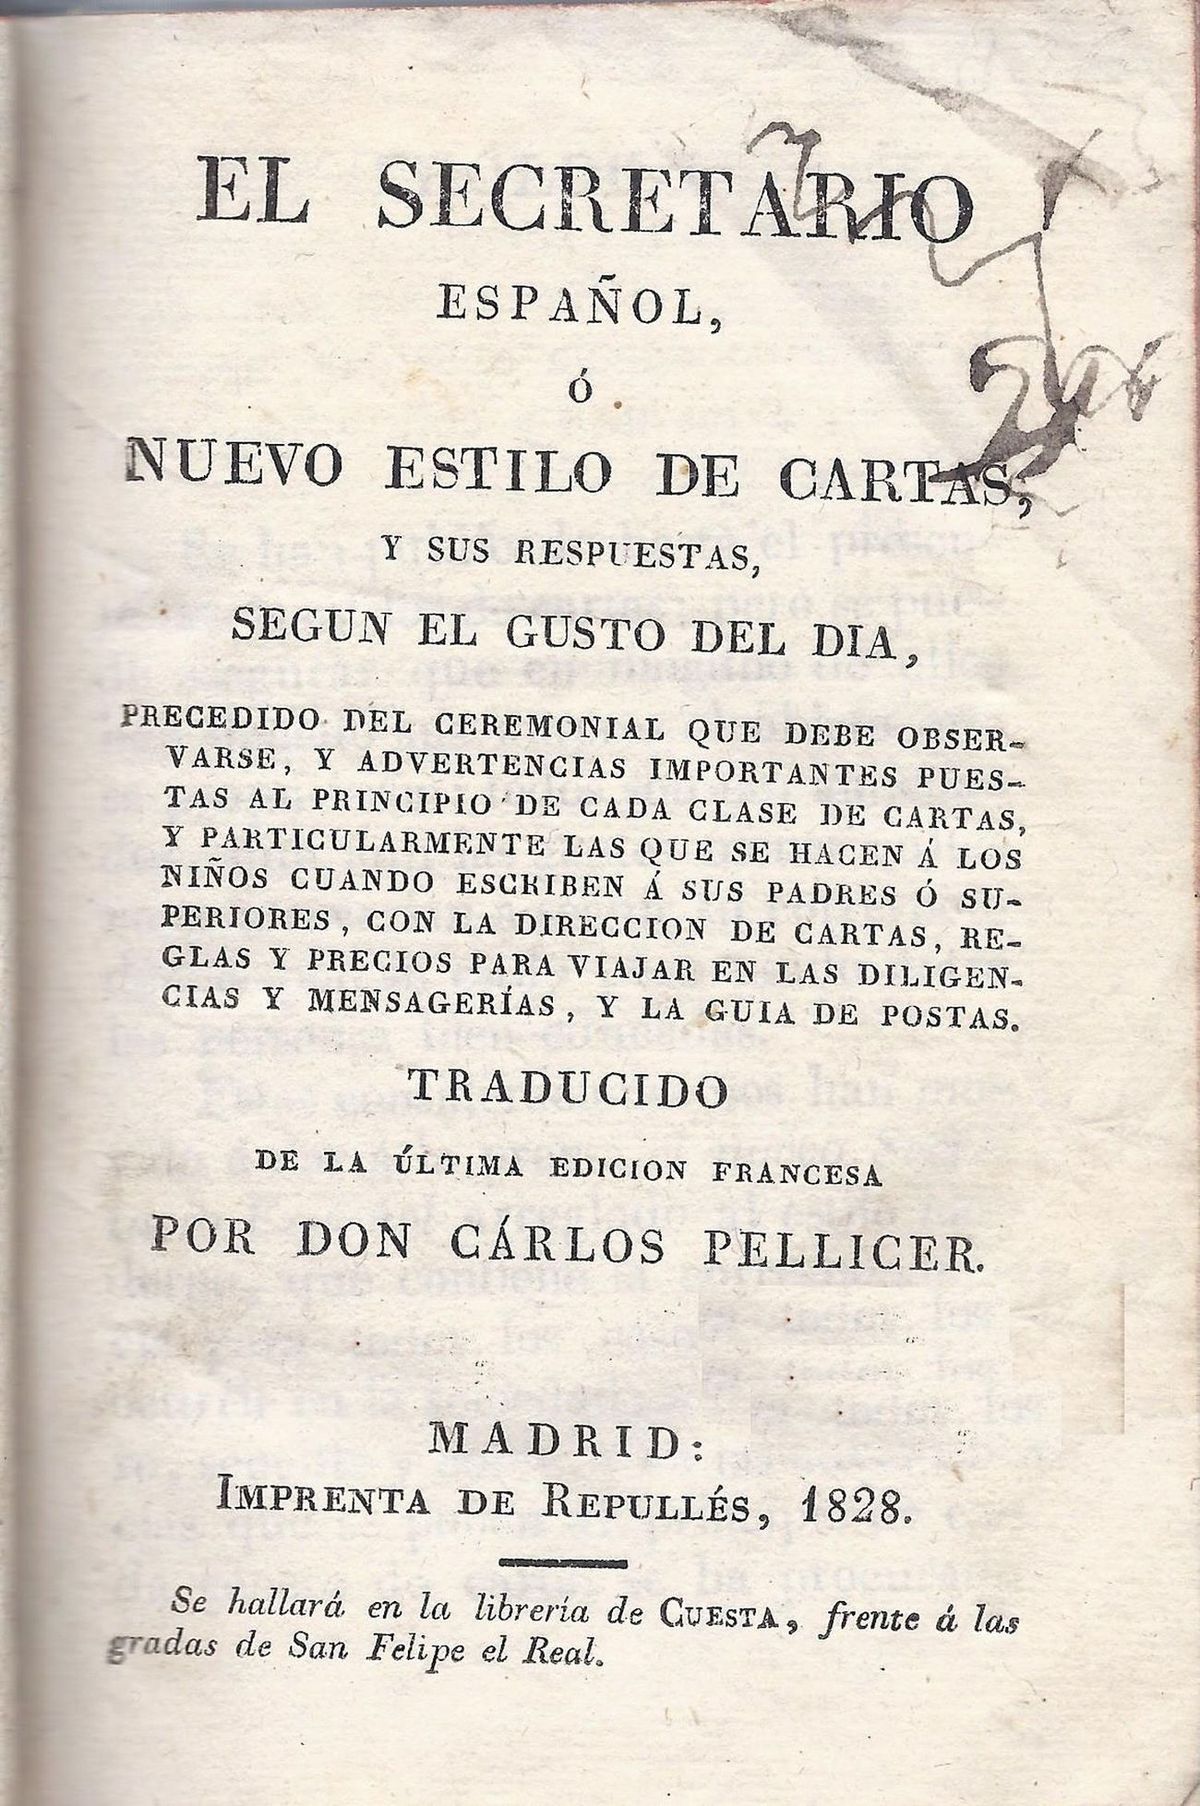 EL SECRETARIO
ESPAÑOL,
Ó
NUEVO ESTILO DE CARTAS,
Y SUS RESPUESTAS,
SEGUN EL GUSTO DEL DIA,
PRECEDIDO DEL CEREMONIAL QUE DEBE OBSER-
VARSE, Y ADVERTENCIAS IMPORTANTES PUES-
TAS AL PRINCIPIO DE CADA CLASE DE CARTAS,
Y PARTICULARMENTE LAS QUE SE HACEN Á LOS
NIÑOS CUANDO ESCRIBEN Á SUS PADRES Ó SU-
PERIORES, CON LA DIRECCION DE CARTAS, RE-
GLAS Y PRECIOS PARA VIAJAR EN LAS DILIGEN-
CIAS Y MENSAGERÍAS, Y LA GUIA DE POSTAS.
TRADUCIDO
DE LA ÚLTIMA EDICION FRANCESA
POR DON CÁRLOS PELLICER.
MADRID:
IMPRENTA DE REPULLÉS, 1828.
Se hallará en la librería de CUESTA, frente á las
gradas de San Felipe el Real.